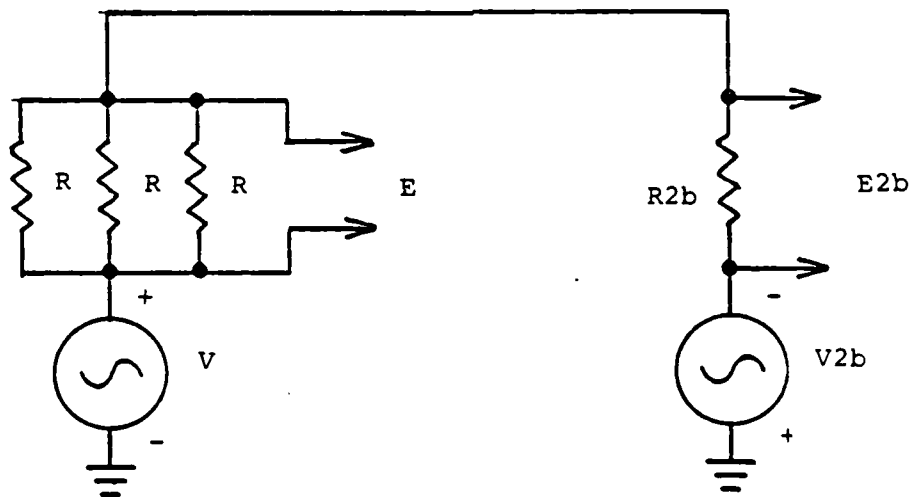 R R R E
R2b E2b
+ -
V V2b
- +